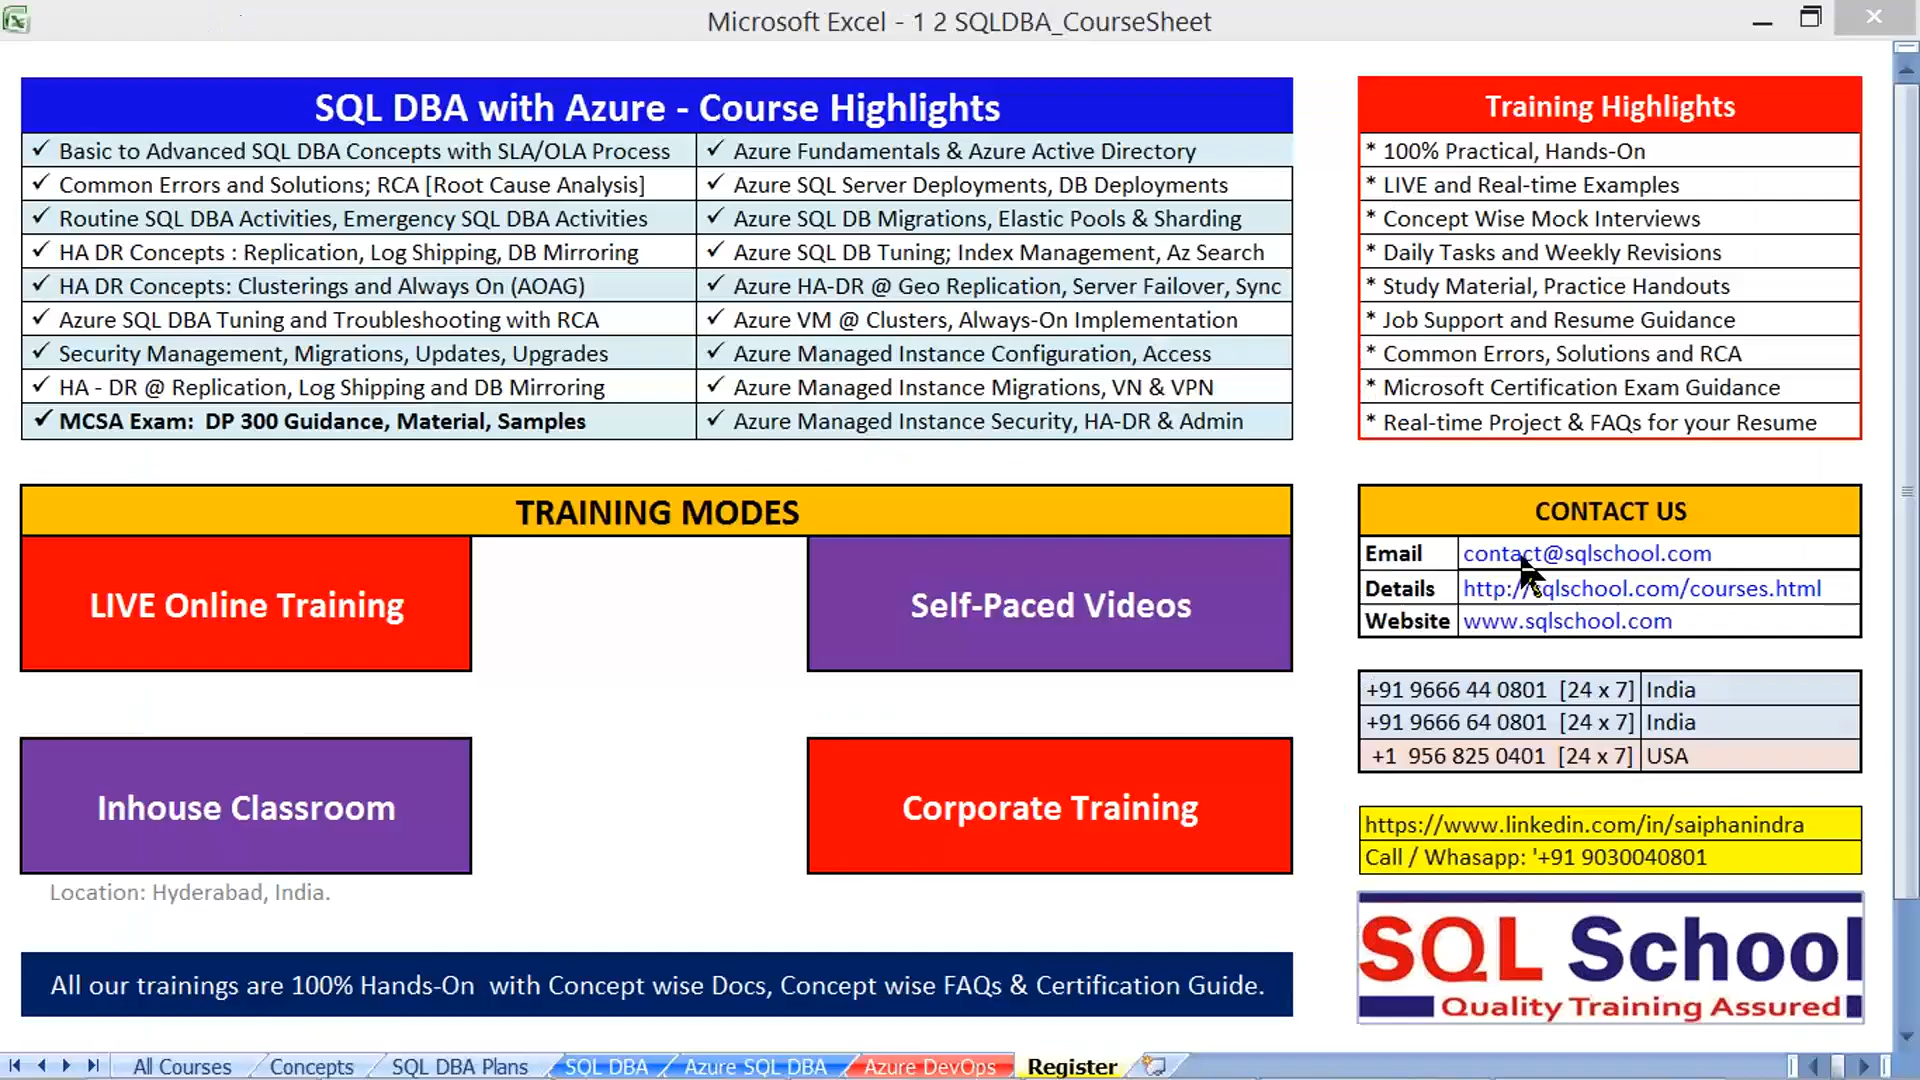 Microsoft Excel - 1 2 SQLDBA_CourseSheet
SQL DBA with Azure - Course Highlights
✓ Basic to Advanced SQL DBA Concepts with SLA/OLA Process
✓ Azure Fundamentals & Azure Active Directory
✓ Common Errors and Solutions; RCA [Root Cause Analysis]
✓ Azure SQL Server Deployments, DB Deployments
✓ Routine SQL DBA Activities, Emergency SQL DBA Activities
✓ Azure SQL DB Migrations, Elastic Pools & Sharding
✓ HA DR Concepts : Replication, Log Shipping, DB Mirroring
✓ Azure SQL DB Tuning; Index Management, Az Search
✓ HA DR Concepts: Clusterings and Always On (AOAG)
✓ Azure HA-DR @ Geo Replication, Server Failover, Sync
✓ Azure SQL DBA Tuning and Troubleshooting with RCA
✓ Azure VM @ Clusters, Always-On Implementation
✓ Security Management, Migrations, Updates, Upgrades
✓ Azure Managed Instance Configuration, Access
✓ HA - DR @ Replication, Log Shipping and DB Mirroring
✓ Azure Managed Instance Migrations, VN & VPN
✓ MCSA Exam: DP 300 Guidance, Material, Samples
✓ Azure Managed Instance Security, HA-DR & Admin
Training Highlights
* 100% Practical, Hands-On
* LIVE and Real-time Examples
* Concept Wise Mock Interviews
* Daily Tasks and Weekly Revisions
* Study Material, Practice Handouts
* Job Support and Resume Guidance
* Common Errors, Solutions and RCA
* Microsoft Certification Exam Guidance
* Real-time Project & FAQs for your Resume
TRAINING MODES
LIVE Online Training
Self-Paced Videos
Inhouse Classroom
Corporate Training
Location: Hyderabad, India.
All our trainings are 100% Hands-On with Concept wise Docs, Concept wise FAQs & Certification Guide.
CONTACT US
Email contact@sqlschool.com
Details http://sqlschool.com/courses.html
Website www.sqlschool.com
+91 9666 44 0801 [24 x 7] India
+91 9666 64 0801 [24 x 7] India
+1 956 825 0401 [24 x 7] USA
https://www.linkedin.com/in/saiphanindra
Call / Whasapp: '+91 9030040801
SQL School
Quality Training Assured
All Courses Concepts SQL DBA Plans SQL DBA Azure SQL DBA Azure DevOps Register